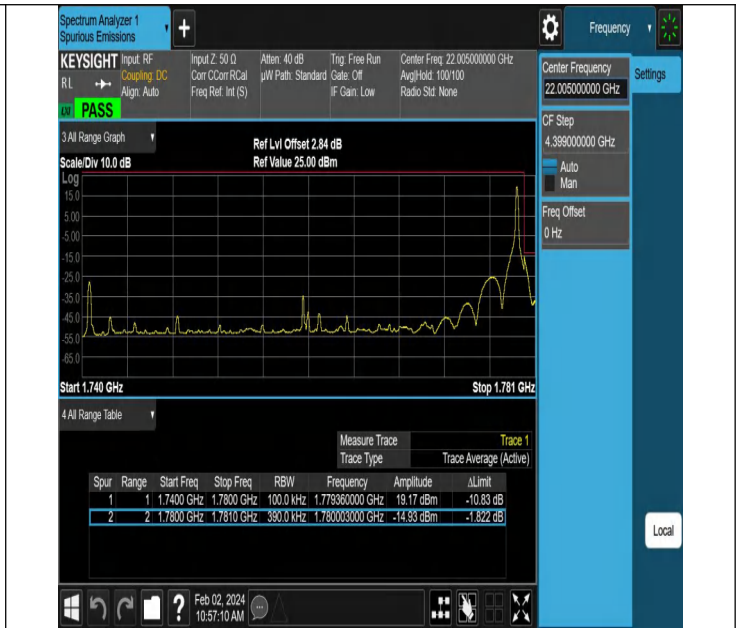 Spectrum Analyzer 1
Spurious Emissions
+
Frequency
KEYSIGHT Input: RF Input Z: 50 Ω Atten: 40 dB Trig: Free Run Center Freq: 22.005000000 GHz
RL Coupling: DC Corr CCorr RCal µW Path: Standard Gate: Off Avg|Hold: 100/100
Align: Auto Freq Ref: Int (S) IF Gain: Low Radio Std: None
PASS
Center Frequency
22.005000000 GHz
Settings
CF Step
4.399000000 GHz
Auto
Man
Freq Offset
0 Hz
3 All Range Graph
Ref Lvl Offset 2.84 dB
Scale/Div 10.0 dB Ref Value 25.00 dBm
Log
15.0
5.00
-5.00
-15.0
-25.0
-35.0
-45.0
-55.0
-65.0
Start 1.740 GHz Stop 1.781 GHz
4 All Range Table
Measure Trace Trace 1
Trace Type Trace Average (Active)
Spur Range Start Freq Stop Freq RBW Frequency Amplitude ΔLimit
1 1 1.7400 GHz 1.7800 GHz 100.0 kHz 1.779360000 GHz 19.17 dBm -10.83 dB
2 2 1.7800 GHz 1.7810 GHz 390.0 kHz 1.780003000 GHz -14.93 dBm -1.822 dB
Local
?
Feb 02, 2024
10:57:10 AM